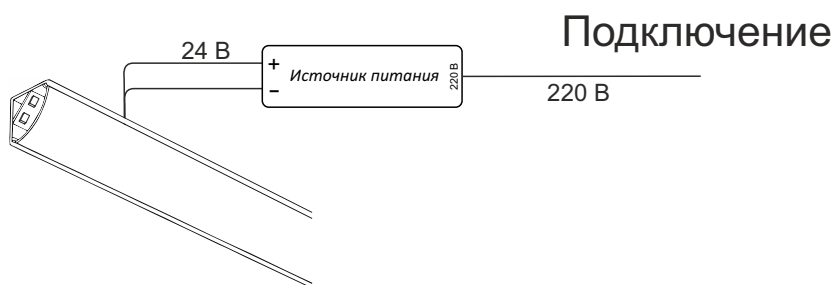 Подключение
24 В
+
Источник питания
220 В
–
220 В